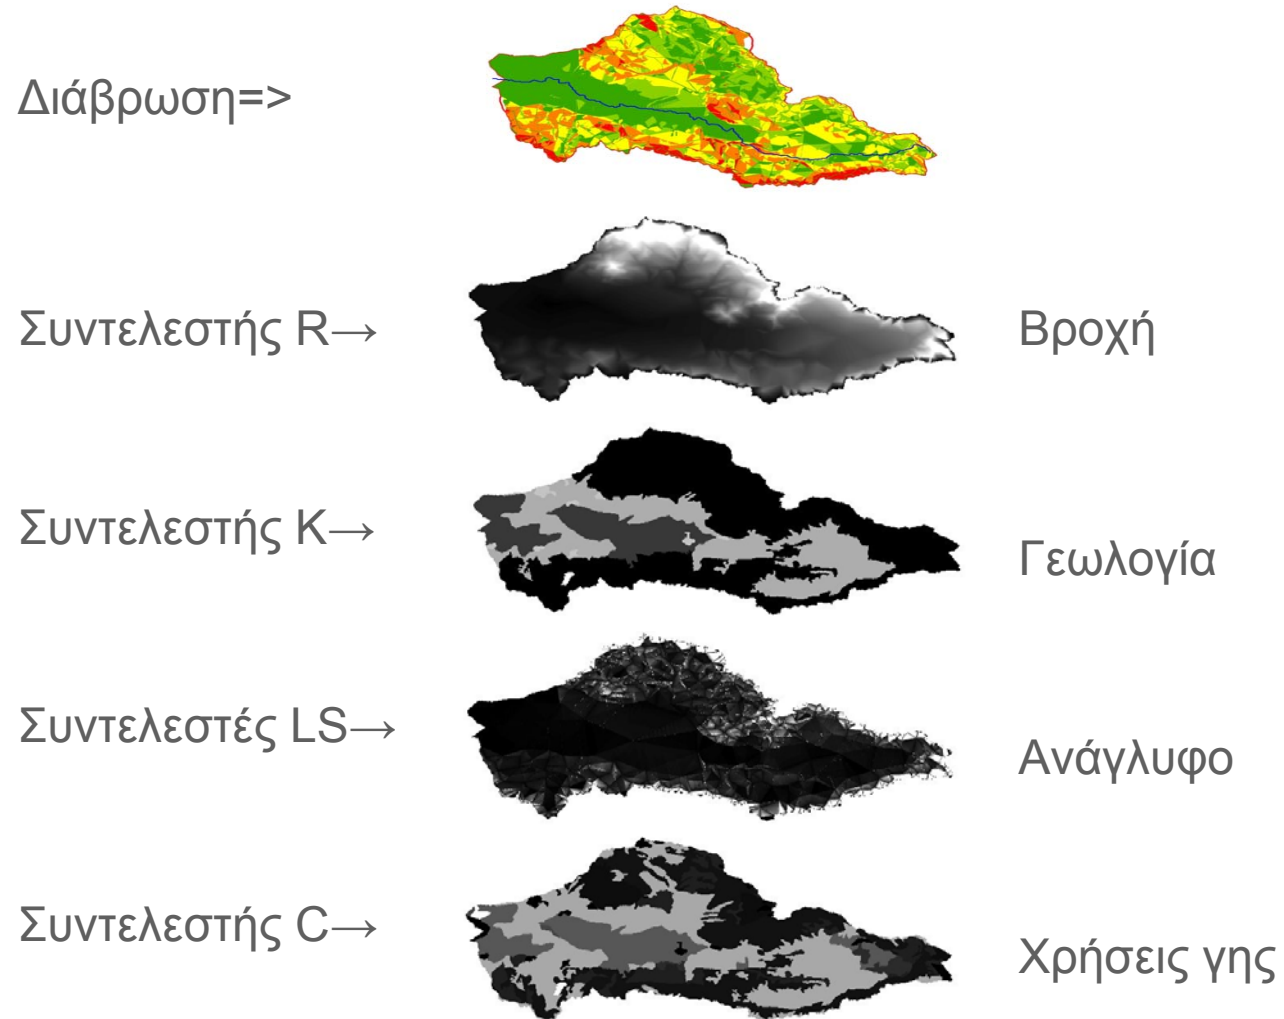 Διάβρωση=>
Συντελεστής R→
Βροχή
Συντελεστής K→
Γεωλογία
Συντελεστές LS→
Ανάγλυφο
Συντελεστής C→
Χρήσεις γης